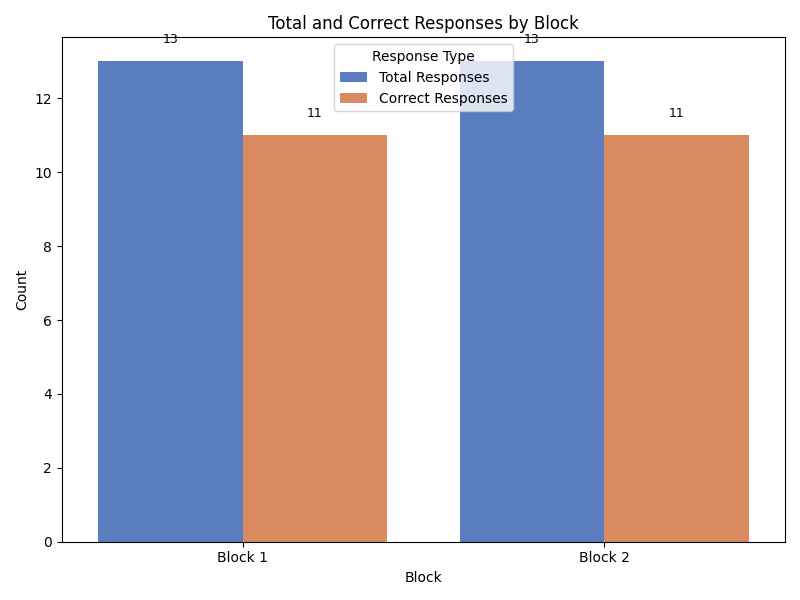 Total and Correct Responses by Block
13
13
Response Type
Total Responses
Correct Responses
11
11
12
10
8
6
4
2
0
Count
Block 1
Block 2
Block